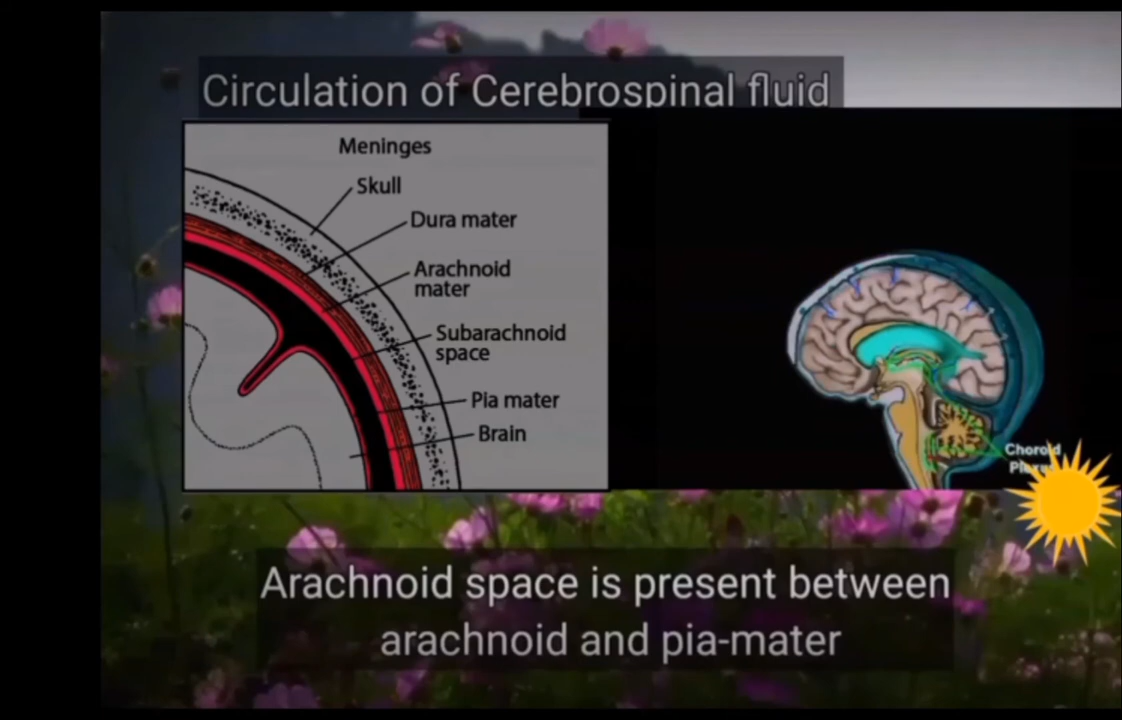 Circulation of Cerebrospinal fluid
Meninges
Skull
Dura mater
Arachnoid
mater
Subarachnoid
space
Pia mater
Brain
Choroid
Arachnoid space is present between
arachnoid and pia-mater